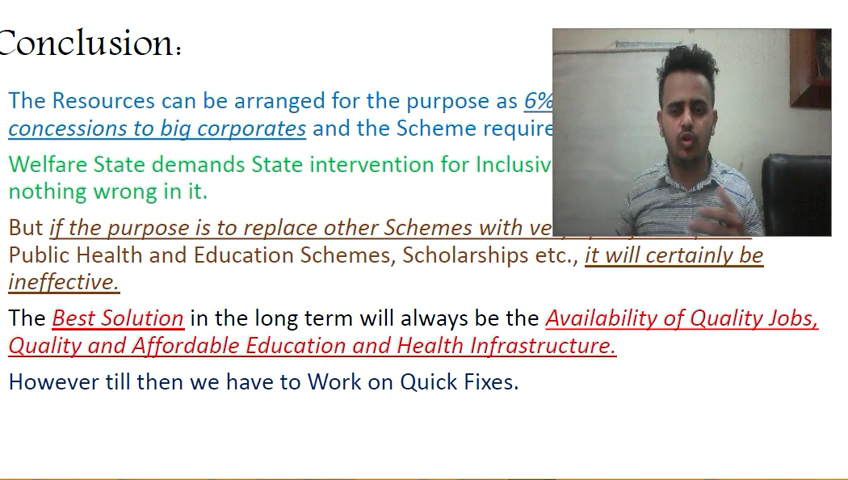 Conclusion:
The Resources can be arranged for the purpose as 6%
concessions to big corporates and the Scheme require
Welfare State demands State intervention for Inclusiv
nothing wrong in it.
But if the purpose is to replace other Schemes with
Public Health and Education Schemes, Scholarships etc., it will certainly be
ineffective.
The Best Solution in the long term will always be the Availability of Quality Jobs,
Quality and Affordable Education and Health Infrastructure.
However till then we have to Work on Quick Fixes.